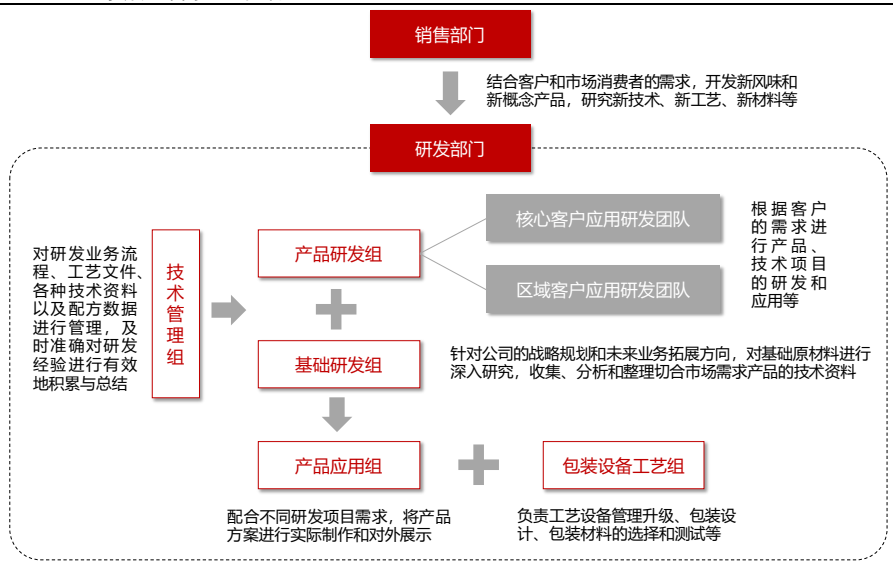 销售部门
结合客户和市场消费者的需求，开发新风味和
新概念产品，研究新技术、新工艺、新材料等
研发部门
对研发业务流
程、工艺文件、
各种技术资料
以及配方数据
进行管理，及
时准确对研发
经验进行有效
地积累与总结
技术管理组
产品研发组
核心客户应用研发团队
区域客户应用研发团队
根据客户
的需求进
行产品、
技术项目
的研发和
应用等
基础研发组
针对公司的战略规划和未来业务拓展方向，对基础原材料进行
深入研究，收集、分析和整理切合市场需求产品的技术资料
产品应用组
包装设备工艺组
配合不同研发项目需求，将产品
方案进行实际制作和对外展示
负责工艺设备管理升级、包装设
计、包装材料的选择和测试等